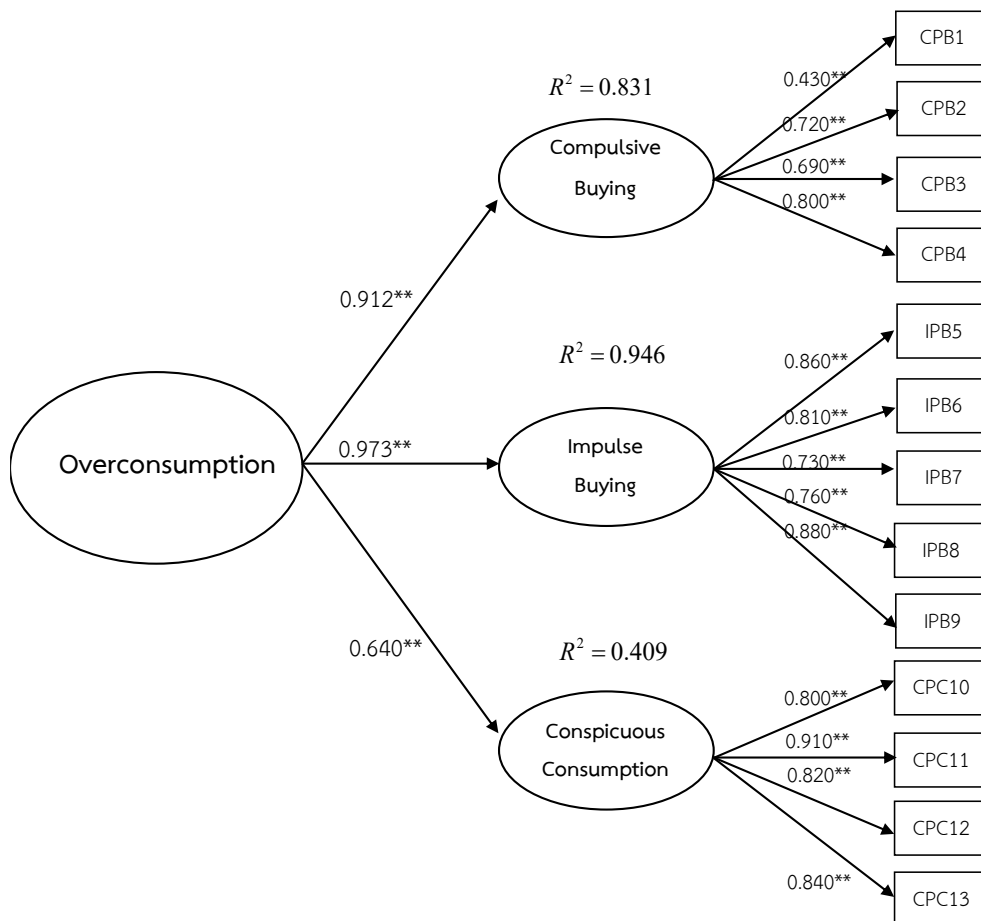 CPB1
0.430**
R² = 0.831
CPB2
0.720**
Compulsive
Buying
0.690**
CPB3
0.800**
CPB4
0.912**
IPB5
R² = 0.946
0.860**
IPB6
0.810**
Overconsumption
0.973**
Impulse
Buying
0.730**
IPB7
0.760**
0.880**
IPB8
IPB9
0.640**
R² = 0.409
CPC10
0.800**
Conspicuous
Consumption
0.910**
CPC11
0.820**
CPC12
0.840**
CPC13